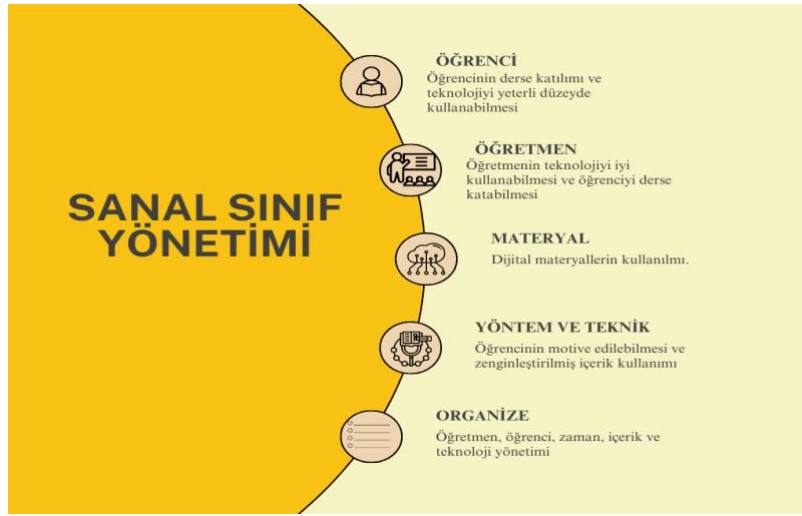 SANAL SINIF
YÖNETİMİ
ÖĞRENCİ
Öğrencinin derse katılımı ve
teknolojiyi yeterli düzeyde
kullanabilmesi
ÖĞRETMEN
Öğretmenin teknolojiyi iyi
kullanabilmesi ve öğrenciyi derse
katabilmesi
MATERYAL
Dijital materyallerin kullanılmı.
YÖNTEM VE TEKNİK
Öğrencinin motive edilebilmesi ve
zenginleştirilmiş içerik kullanımı
ORGANİZE
Öğretmen, öğrenci, zaman, içerik ve
teknoloji yönetimi